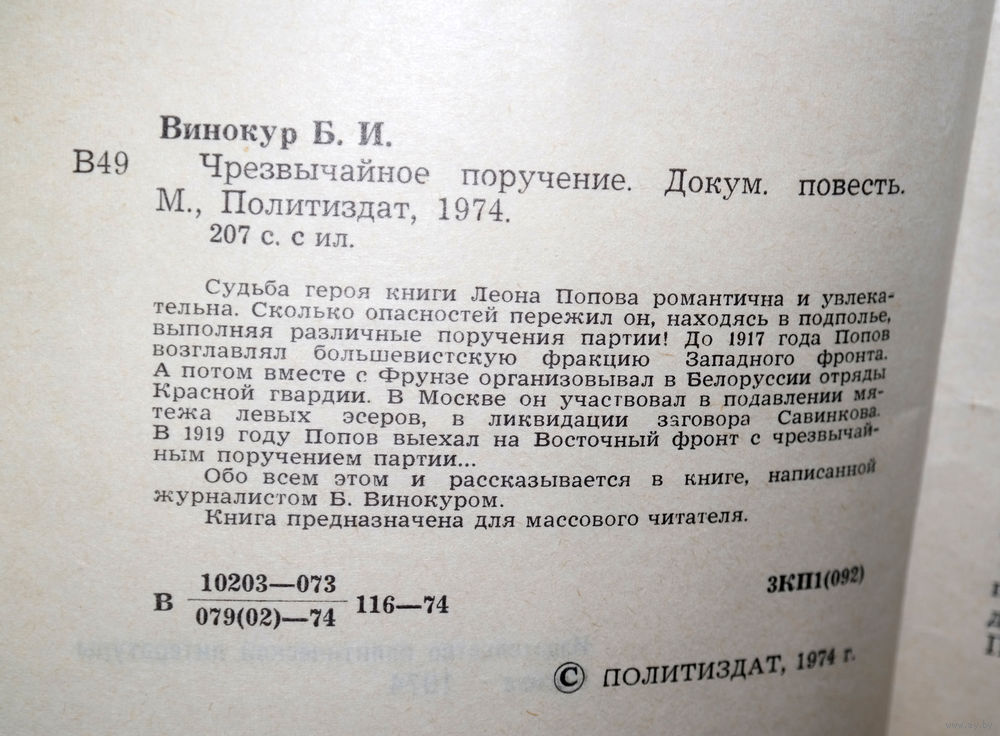 Винокур Б. И.
В49 Чрезвычайное поручение. Докум. повесть.
М., Политиздат, 1974.
207 с. с ил.
Судьба героя книги Леона Попова романтична и увлека-
тельна. Сколько опасностей пережил он, находясь в подполье,
выполняя различные поручения партии! До 1917 года Попов
возглавлял большевистскую фракцию Западного фронта.
А потом вместе с Фрунзе организовывал в Белоруссии отряды
Красной гвардии. В Москве он участвовал в подавлении мя-
тежа левых эсеров, в ликвидации заговора Савинкова.
В 1919 году Попов выехал на Восточный фронт с чрезвычай-
ным поручением партии...
Обо всем этом и рассказывается в книге, написанной
журналистом Б. Винокуром.
Книга предназначена для массового читателя.
10203—073
В 116—74
079(02)—74
3КП1(092)
© ПОЛИТИЗДАТ, 1974 г.